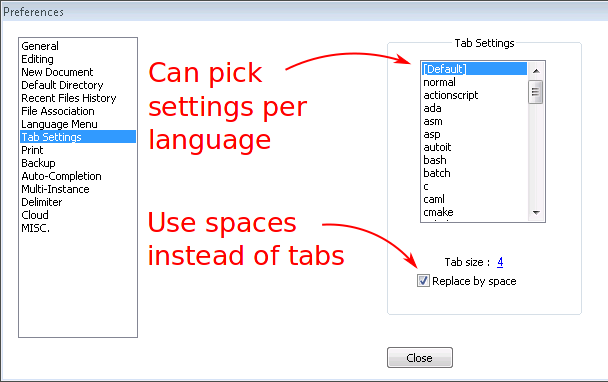 Preferences
General
Editing
New Document
Default Directory
Recent Files History
File Association
Language Menu
Tab Settings
Print
Backup
Auto-Completion
Multi-Instance
Delimiter
Cloud
MISC.
Can pick
settings per
language
Use spaces
instead of tabs
Tab Settings
[Default]
normal
actionscript
ada
asm
asp
autoit
bash
batch
c
caml
cmake
Tab size : 4
Replace by space
Close